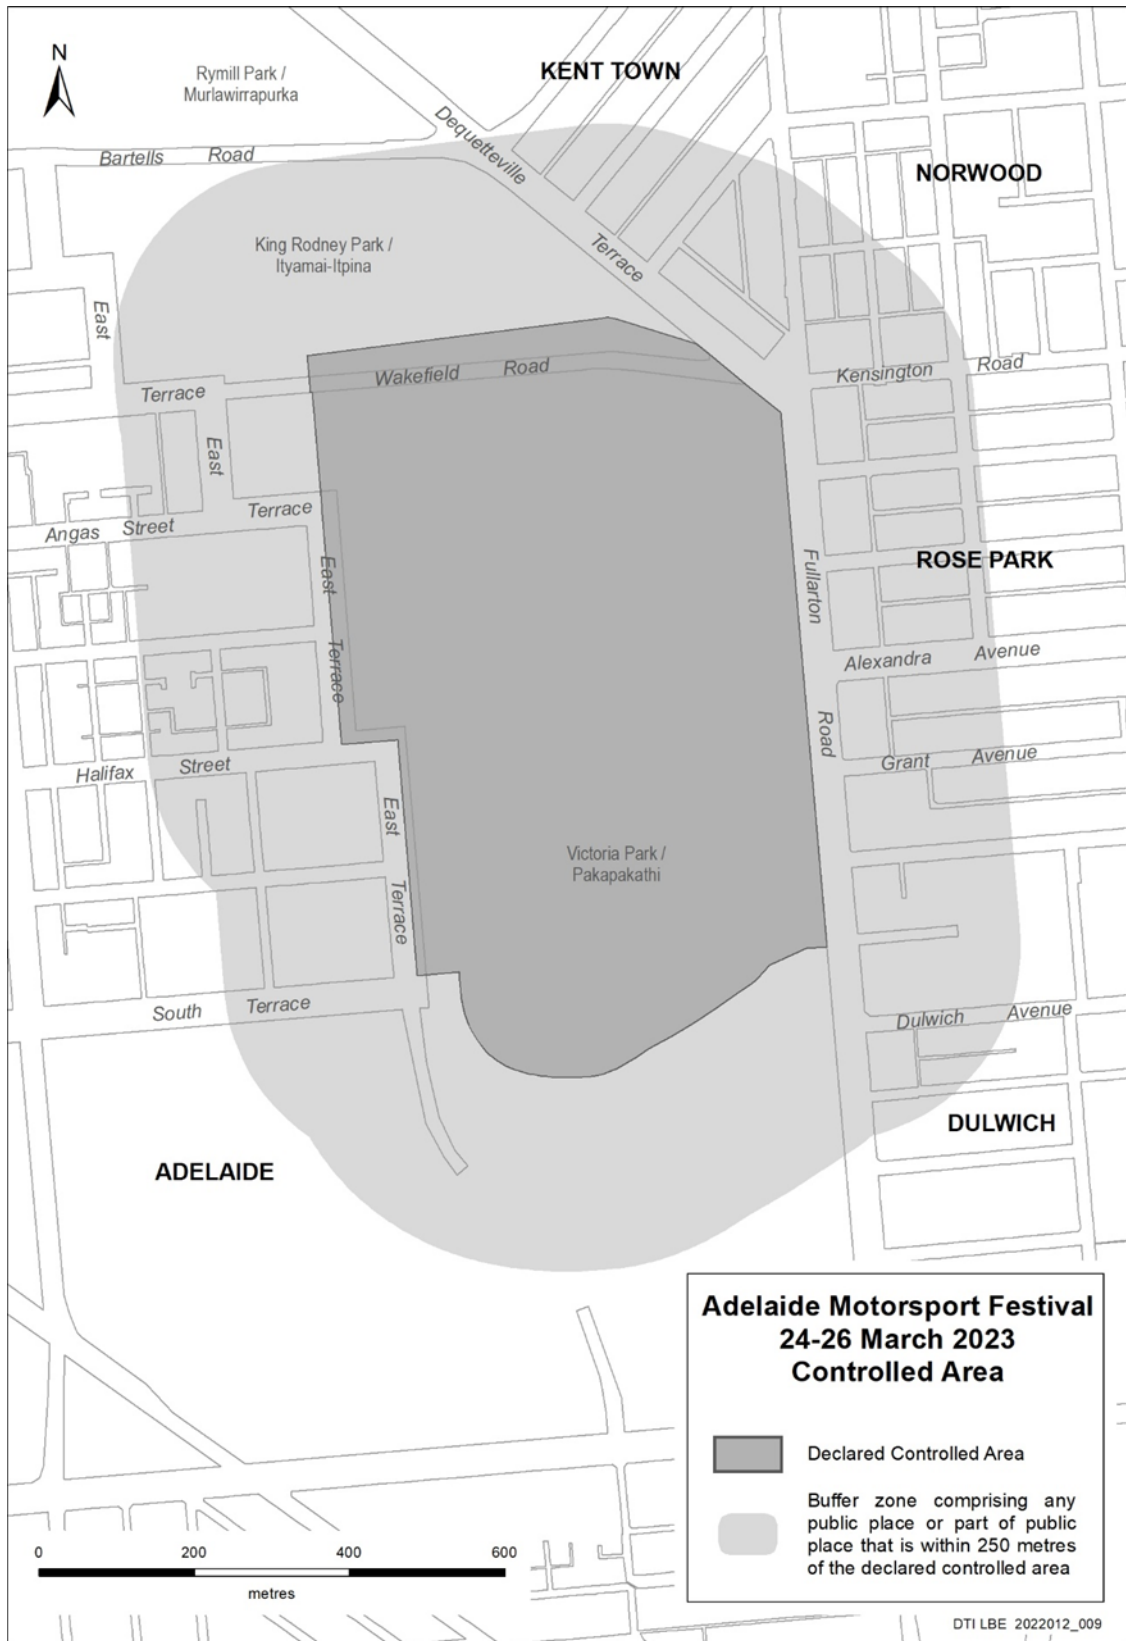 N
Rymill Park /
Murlawirrapurka
KENT TOWN
Dequetteville
Terrace
Bartells Road
NORWOOD
King Rodney Park /
Ityamai-Itpina
East
Terrace
Wakefield Road
Kensington Road
East
Terrace
Angas Street
East
Terrace
Fullarton
Road
ROSE PARK
Alexandra Avenue
Halifax Street
Grant Avenue
East
Terrace
Victoria Park /
Pakapakathi
South Terrace
Dulwich Avenue
DULWICH
ADELAIDE
Adelaide Motorsport Festival
24-26 March 2023
Controlled Area
Declared Controlled Area
Buffer zone comprising any
public place or part of public
place that is within 250 metres
of the declared controlled area
0 200 400 600
metres
DTI LBE 2022012_009